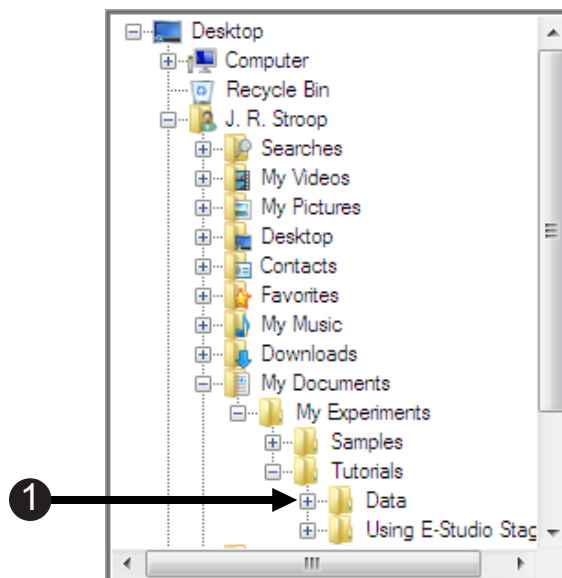 Desktop
Computer
Recycle Bin
J. R. Stroop
Searches
My Videos
My Pictures
Desktop
Contacts
Favorites
My Music
Downloads
My Documents
My Experiments
Samples
Tutorials
1 Data
Using E-Studio Stag